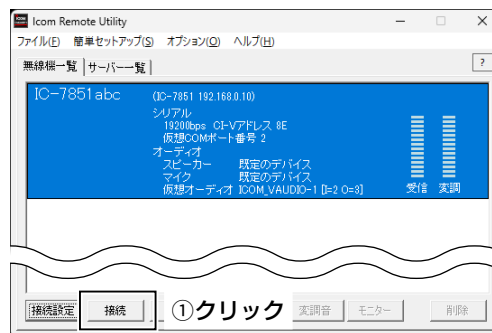 Icom Remote Utility
ファイル(F) 簡単セットアップ(S) オプション(O) ヘルプ(H)
無線機一覧 サーバー一覧 ?
IC-7851abc (IC-7851 192.168.0.10)
シリアル
19200bps CI-Vアドレス 8E
仮想COMポート番号 2
オーディオ
スピーカー 既定のデバイス
マイク 既定のデバイス
仮想オーディオ ICOM_VAUDIO-1 [I=2 O=3] 受信 変調
接続設定 接続 ①クリック 変調音 モニター 削除